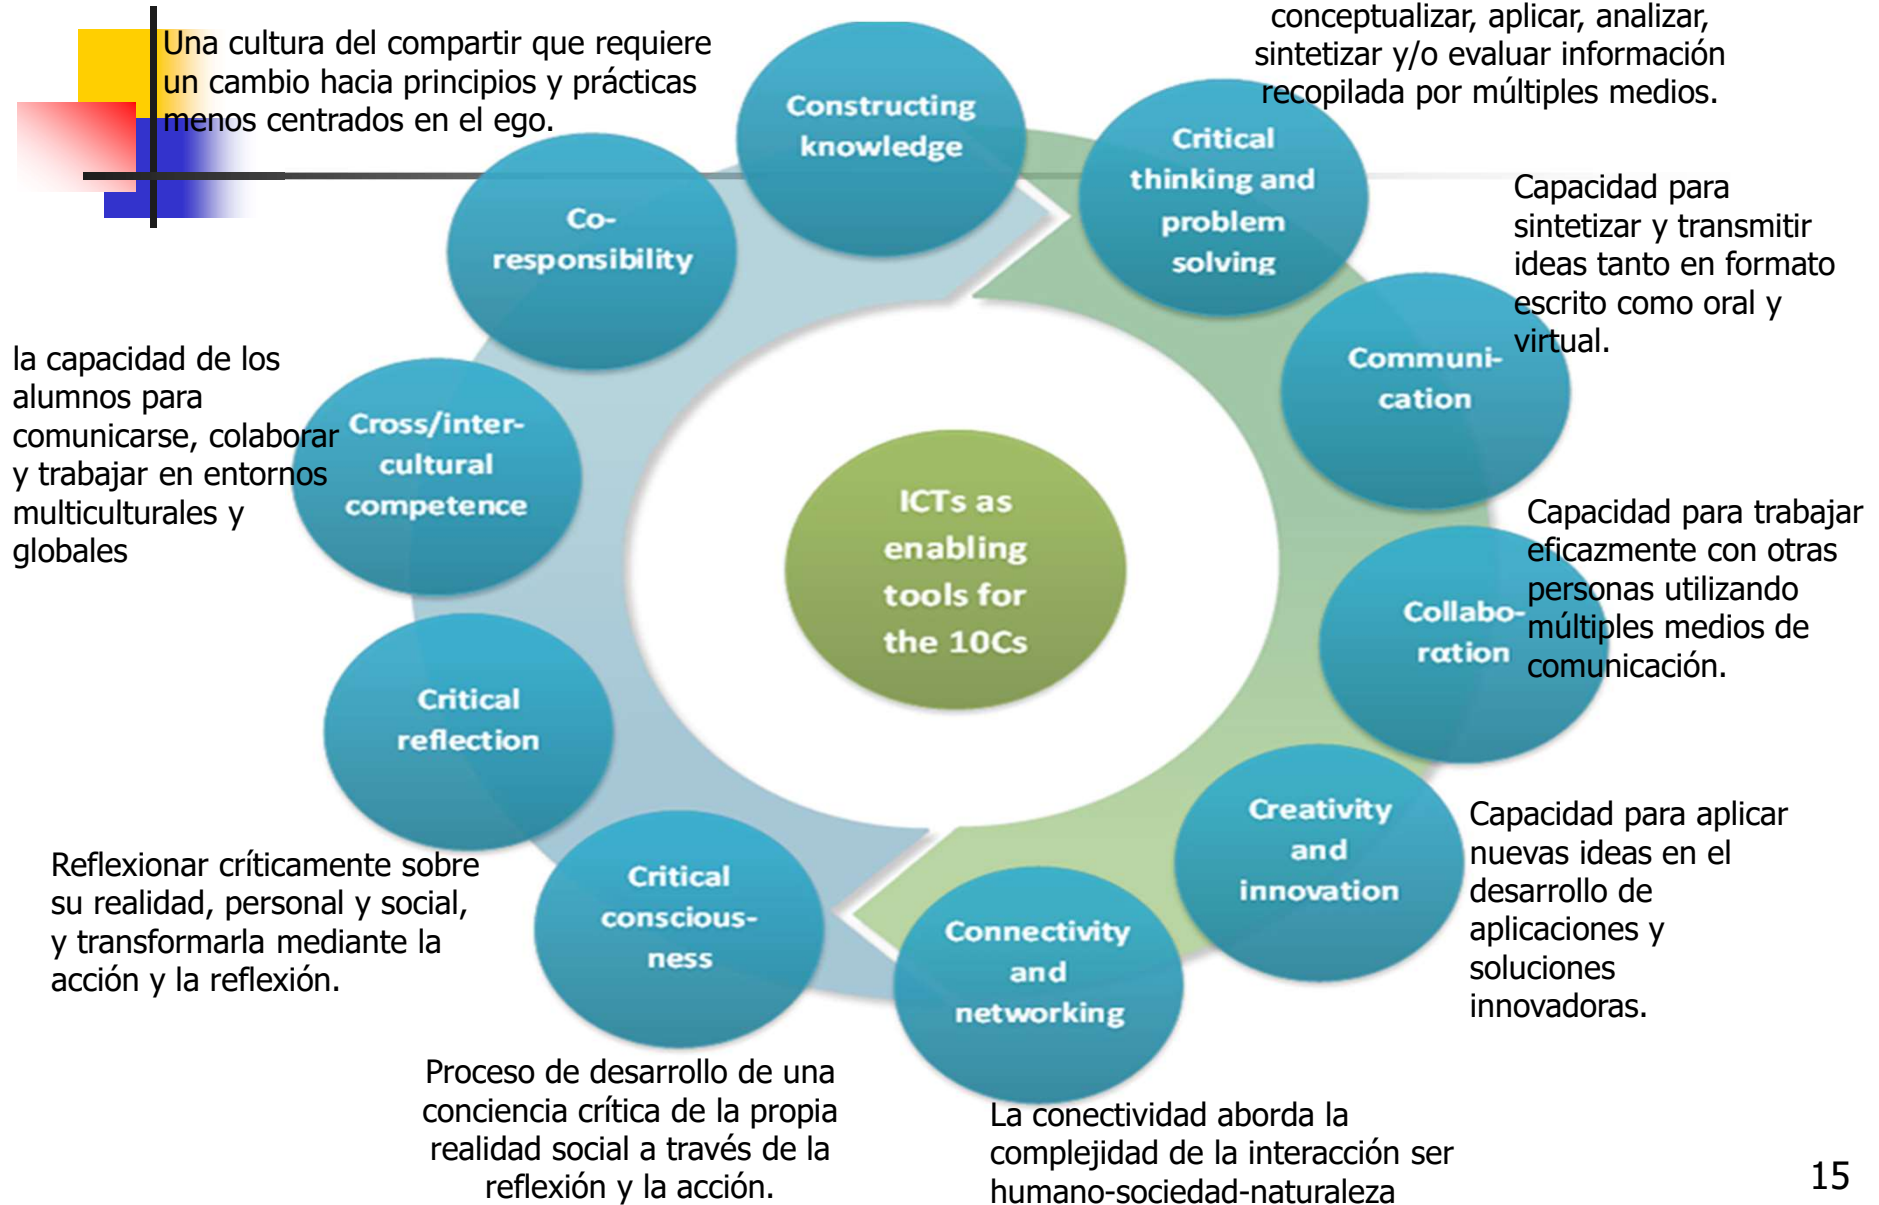 Una cultura del compartir que requiere
un cambio hacia principios y prácticas
menos centrados en el ego.
conceptualizar, aplicar, analizar,
sintetizar y/o evaluar información
recopilada por múltiples medios.
Constructing
knowledge
Critical
thinking and
problem
solving
Capacidad para
sintetizar y transmitir
ideas tanto en formato
escrito como oral y
virtual.
Communi-
cation
Capacidad para trabajar
eficazmente con otras
personas utilizando
múltiples medios de
comunicación.
Collabo-
rαtion
Creativity
and
innovation
Capacidad para aplicar
nuevas ideas en el
desarrollo de
aplicaciones y
soluciones
innovadoras.
Connectivity
and
networking
La conectividad aborda la
complejidad de la interacción ser
humano-sociedad-naturaleza
Critical
conscious-
ness
Proceso de desarrollo de una
conciencia crítica de la propia
realidad social a través de la
reflexión y la acción.
Critical
reflection
Reflexionar críticamente sobre
su realidad, personal y social,
y transformarla mediante la
acción y la reflexión.
Cross/inter-
cultural
competence
la capacidad de los
alumnos para
comunicarse, colaborar
y trabajar en entornos
multiculturales y
globales
Co-
responsibility
ICTs as
enabling
tools for
the 10Cs
15